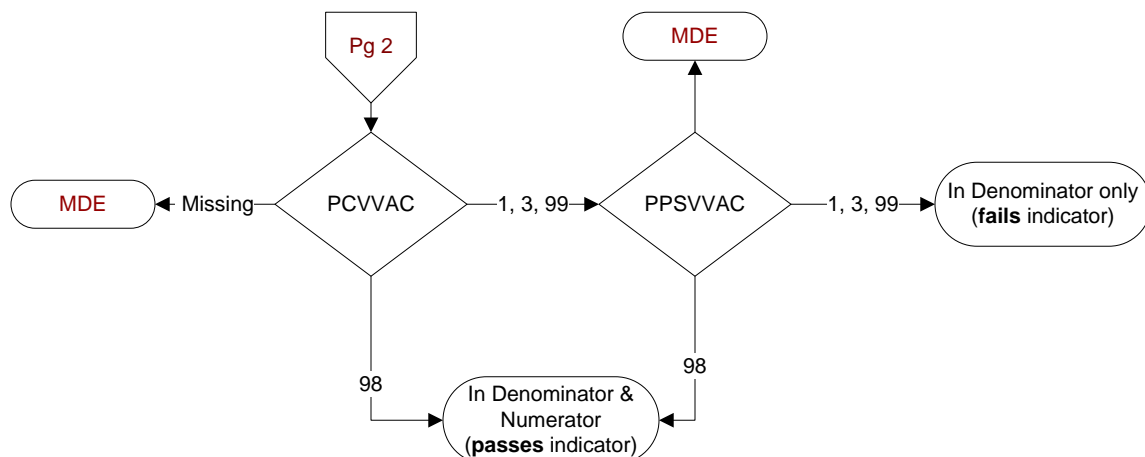 Pg 2
MDE
MDE
Missing
PCVVAC
1, 3, 99
PPSVVAC
1, 3, 99
In Denominator only
(fails indicator)
98
98
In Denominator &
Numerator
(passes indicator)